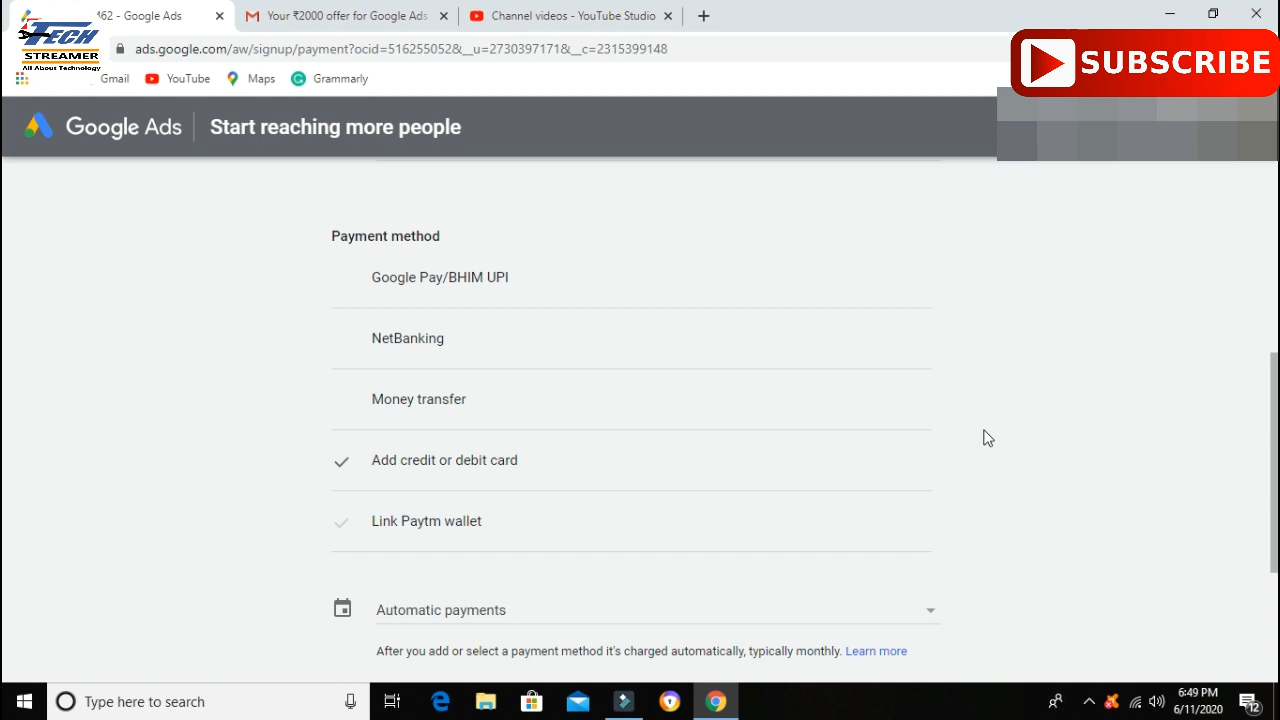 462 - Google Ads
Your ₹2000 offer for Google Ads
Channel videos - YouTube Studio
TECH
STREAMER
All About Technology
ads.google.com/aw/signup/payment?ocid=516255052&__u=2730397171&__c=2315399148
SUBSCRIBE
Gmail
YouTube
Maps
Grammarly
Google Ads
Start reaching more people
Payment method
Google Pay/BHIM UPI
NetBanking
Money transfer
Add credit or debit card
Link Paytm wallet
Automatic payments
After you add or select a payment method it's charged automatically, typically monthly. Learn more
Type here to search
6:49 PM
6/11/2020
12